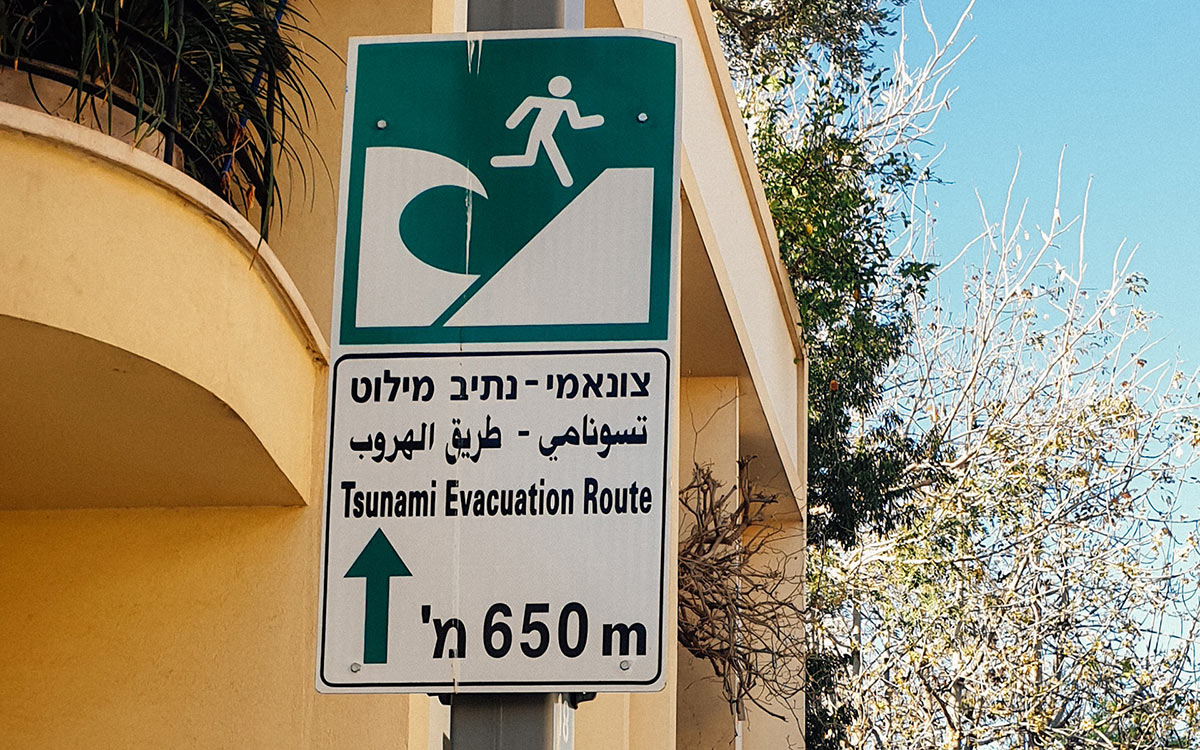 צונאמי - נתיב מילוט
تسونامي - طريق الهروب
Tsunami Evacuation Route
650 m מ'